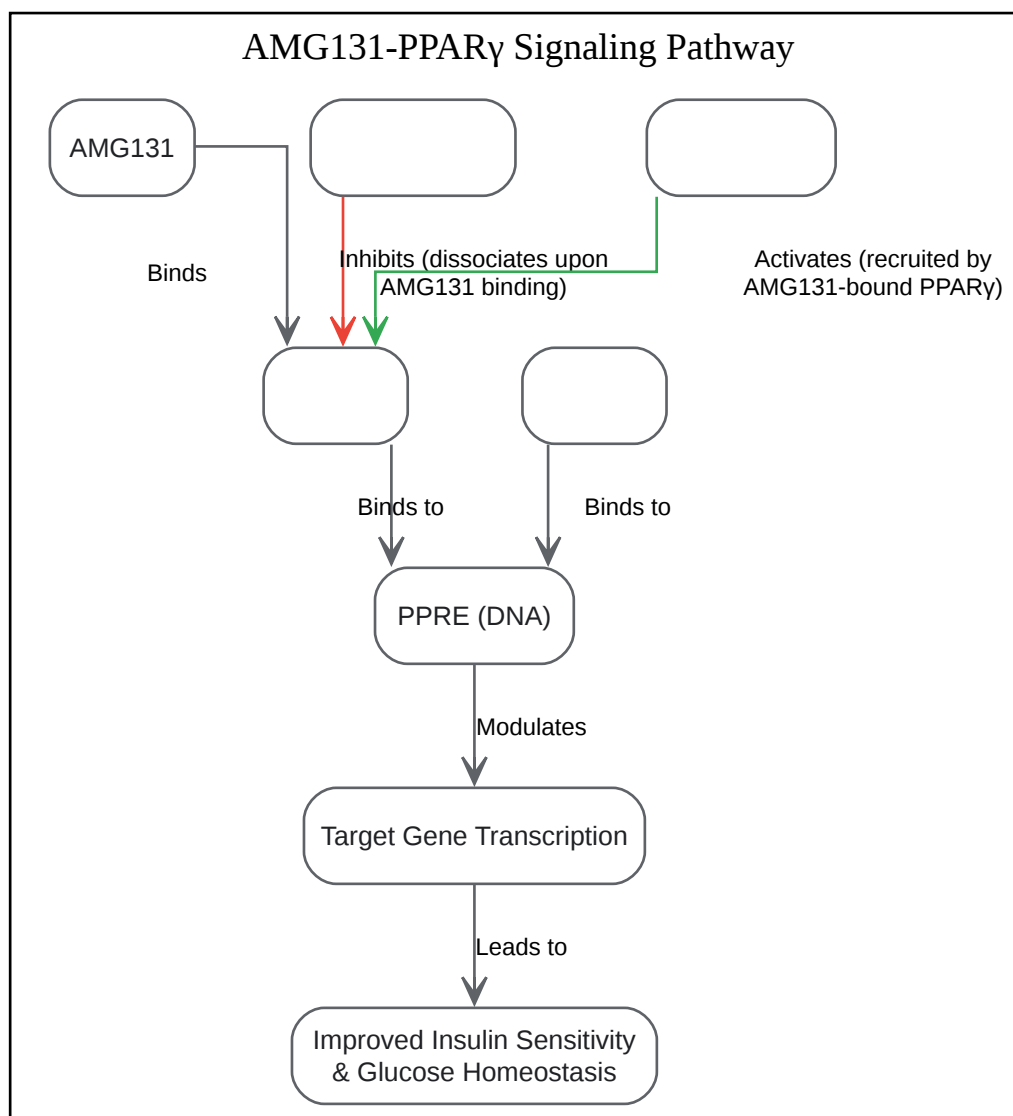 AMG131-PPARγ Signaling Pathway
AMG131
Binds
Inhibits (dissociates upon
AMG131 binding)
Activates (recruited by
AMG131-bound PPARγ)
Binds to
Binds to
PPRE (DNA)
Modulates
Target Gene Transcription
Leads to
Improved Insulin Sensitivity
& Glucose Homeostasis